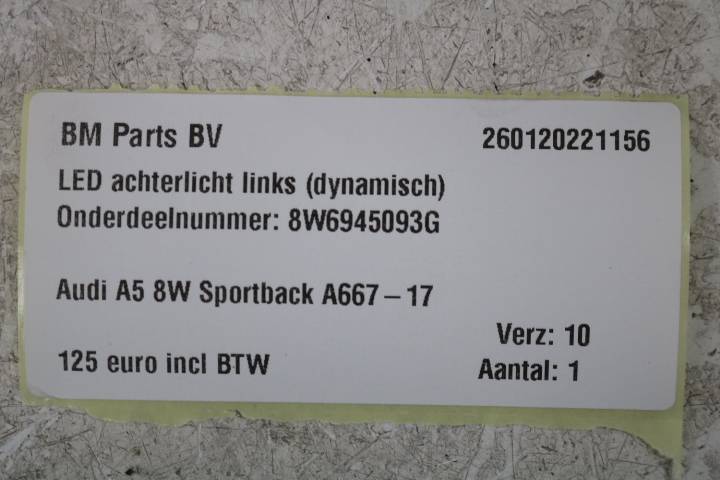 BM Parts BV 260120221156
LED achterlicht links (dynamisch)
Onderdeelnummer: 8W6945093G
Audi A5 8W Sportback A667-17
Verz: 10
125 euro incl BTW Aantal: 1